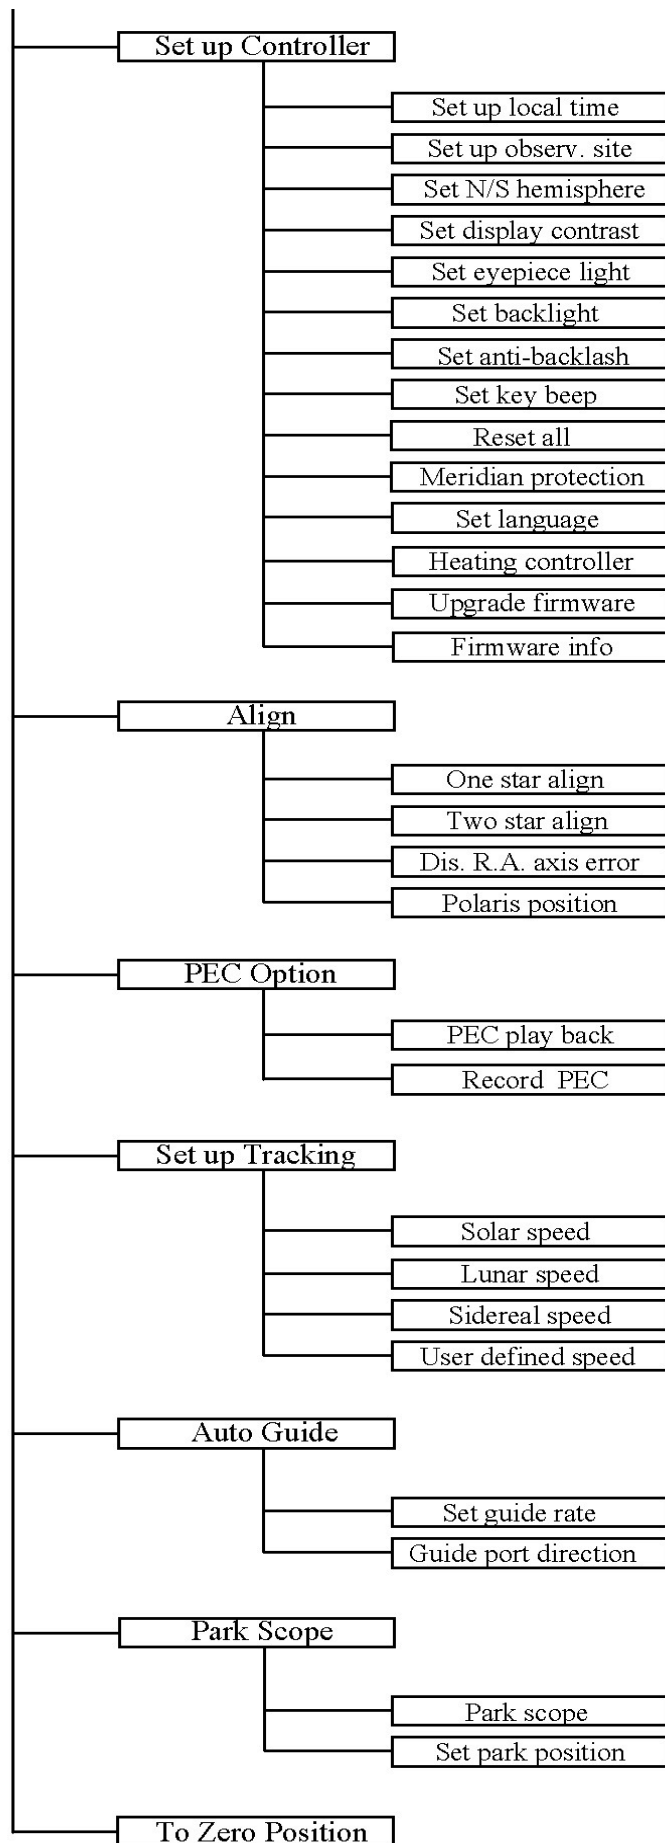 Set up Controller
Set up local time
Set up observ. site
Set N/S hemisphere
Set display contrast
Set eyepiece light
Set backlight
Set anti-backlash
Set key beep
Reset all
Meridian protection
Set language
Heating controller
Upgrade firmware
Firmware info
Align
One star align
Two star align
Dis. R.A. axis error
Polaris position
PEC Option
PEC play back
Record PEC
Set up Tracking
Solar speed
Lunar speed
Sidereal speed
User defined speed
Auto Guide
Set guide rate
Guide port direction
Park Scope
Park scope
Set park position
To Zero Position